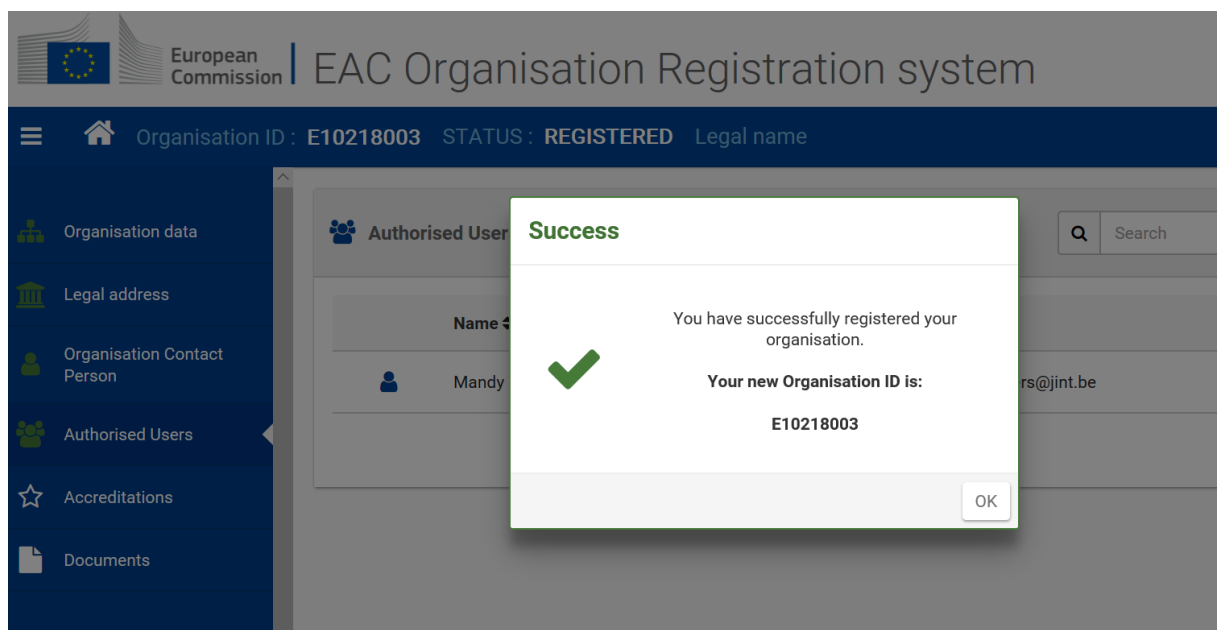 European
Commission
EAC Organisation Registration system
Organisation ID : E10218003 STATUS : REGISTERED Legal name
Organisation data
Legal address
Organisation Contact
Person
Authorised Users
Accreditations
Documents
Authorised User
Search
Name
Mandy
rs@jint.be
Success
You have successfully registered your
organisation.
Your new Organisation ID is:
E10218003
OK